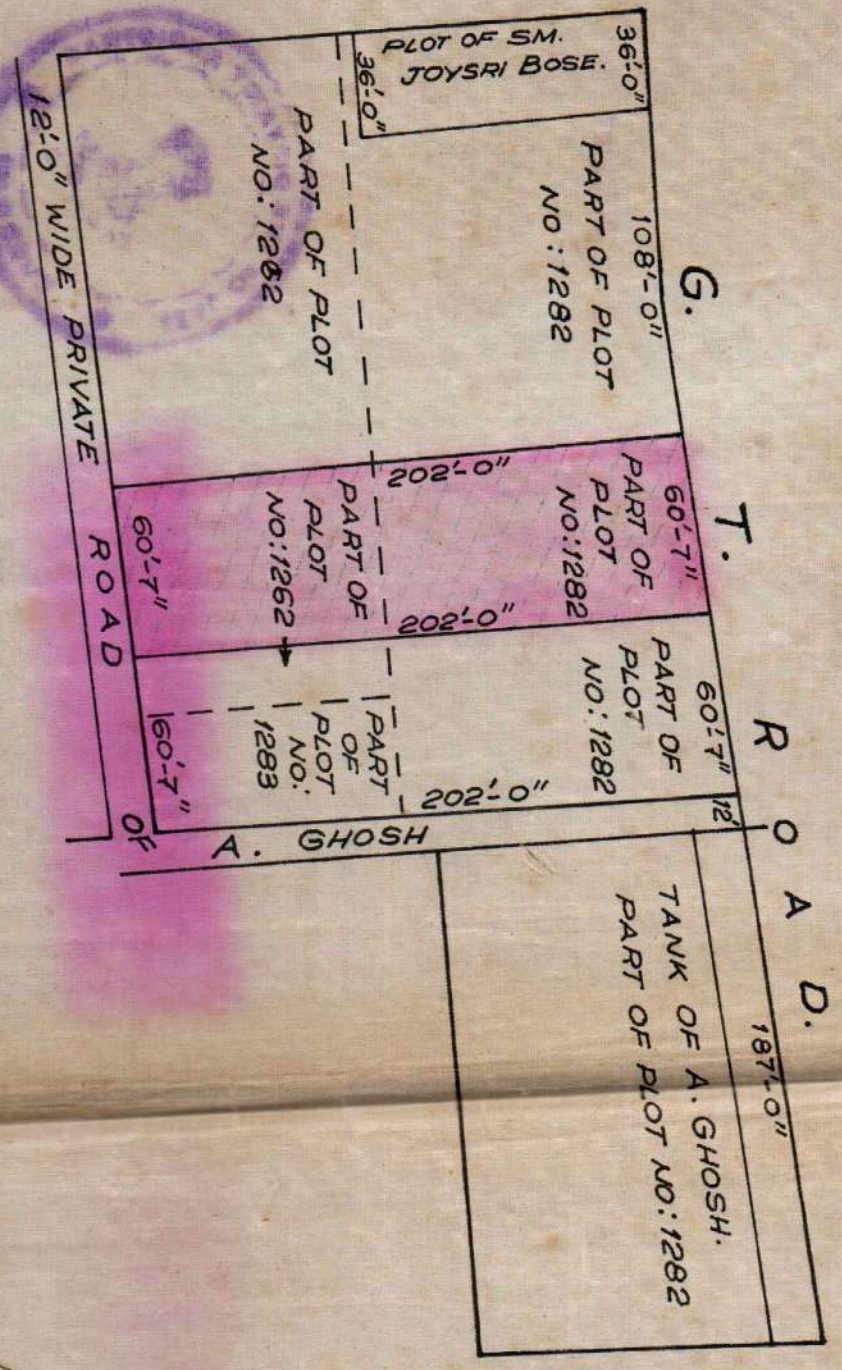 G. T. ROAD.
36'-0"
PLOT OF SM.
JOYSRI BOSE.
36'-0"
108'-0"
PART OF PLOT
NO: 1282
60'-7"
PART OF
PLOT
NO: 1282
60'-7"
PART OF
PLOT
NO: 1282
12'
187'-0"
TANK OF A. GHOSH.
PART OF PLOT NO: 1282
202'-0"
202'-0"
202'-0"
PART OF PLOT
NO: 1262
PART OF
PLOT
NO: 1262
PART
OF
PLOT
NO:
1283
60'-7"
60'-7"
12'-0" WIDE PRIVATE ROAD OF A. GHOSH